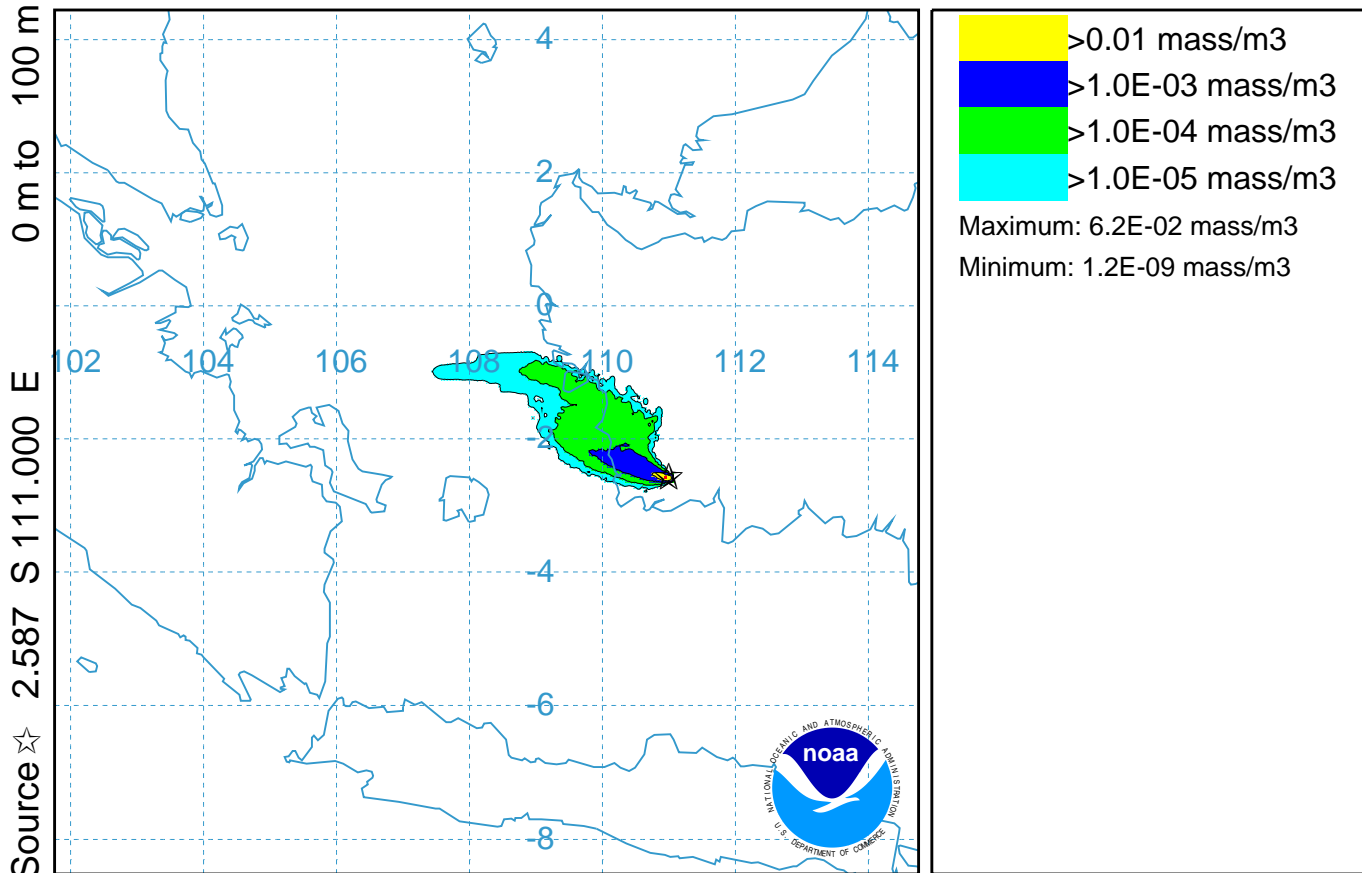 Source ☆ 2.587 S 111.000 E 0 m to 100 m
>0.01 mass/m3
>1.0E-03 mass/m3
>1.0E-04 mass/m3
>1.0E-05 mass/m3
Maximum: 6.2E-02 mass/m3
Minimum: 1.2E-09 mass/m3
4
2
0
102 104 106 108 110 112 114
-2
-4
-6
-8
NATIONAL OCEANIC AND ATMOSPHERIC ADMINISTRATION
noaa
U.S. DEPARTMENT OF COMMERCE